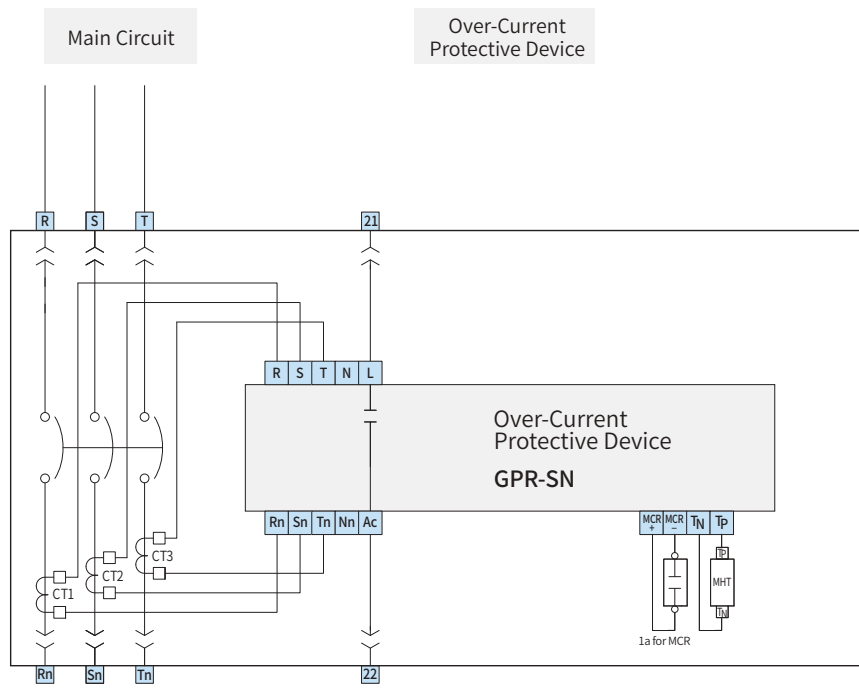 Main Circuit
Over-Current
Protective Device
R S T 21
R S T N L
Over-Current
Protective Device
GPR-SN
Rn Sn Tn Nn Ac
MCR + MCR − TN TP
CT3
CT2
CT1
TP
MHT
TN
1a for MCR
Rn Sn Tn 22